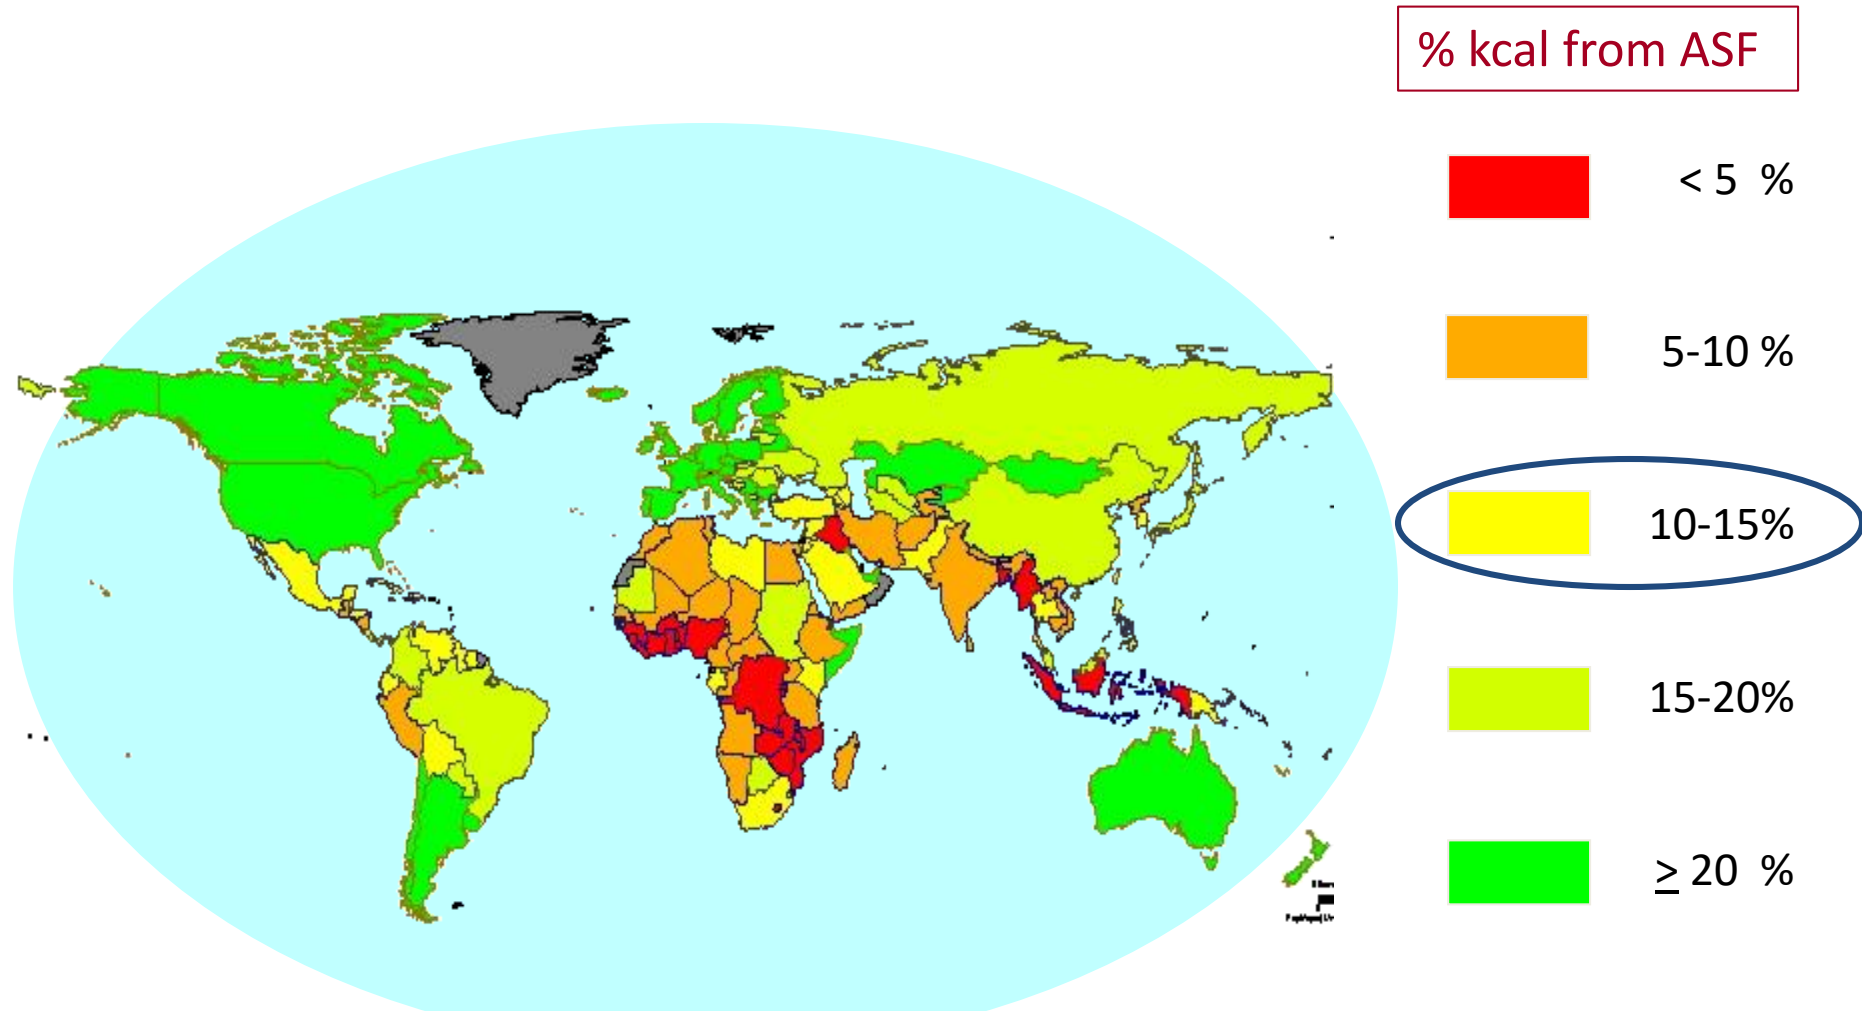 % kcal from ASF
< 5 %
5-10 %
10-15%
15-20%
≥ 20 %